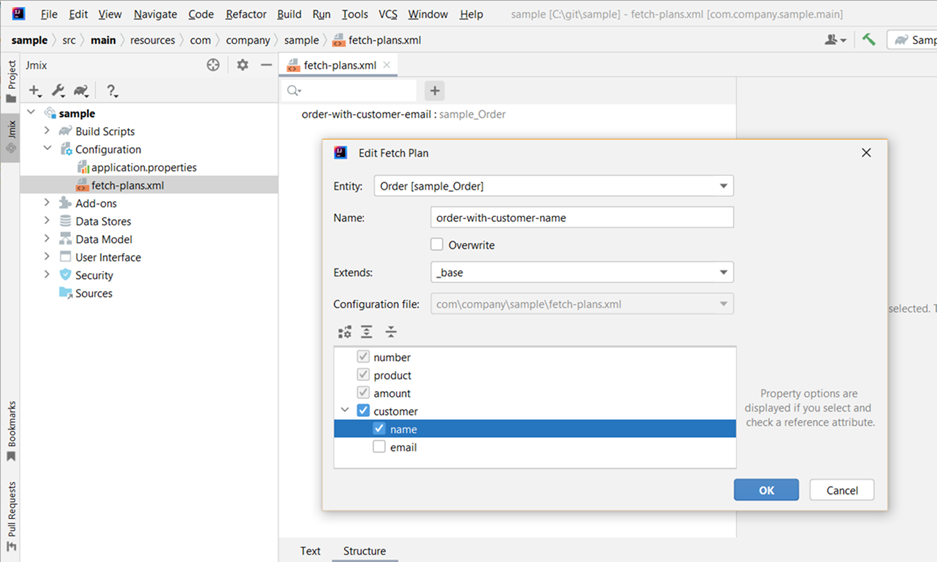 File Edit View Navigate Code Refactor Build Run Tools VCS Window Help sample [C:\git\sample] - fetch-plans.xml [com.company.sample.main]
sample src main resources com company sample fetch-plans.xml Samp
Project
Jmix
Bookmarks
Pull Requests
Jmix
sample
Build Scripts
Configuration
application.properties
fetch-plans.xml
Add-ons
Data Stores
Data Model
User Interface
Security
Sources
fetch-plans.xml
order-with-customer-email : sample_Order
selected. T
Edit Fetch Plan
Entity: Order [sample_Order]
Name: order-with-customer-name
Overwrite
Extends: _base
Configuration file: com\company\sample\fetch-plans.xml
number
product
amount
customer
name
email
Property options are
displayed if you select and
check a reference attribute.
OK Cancel
Text Structure